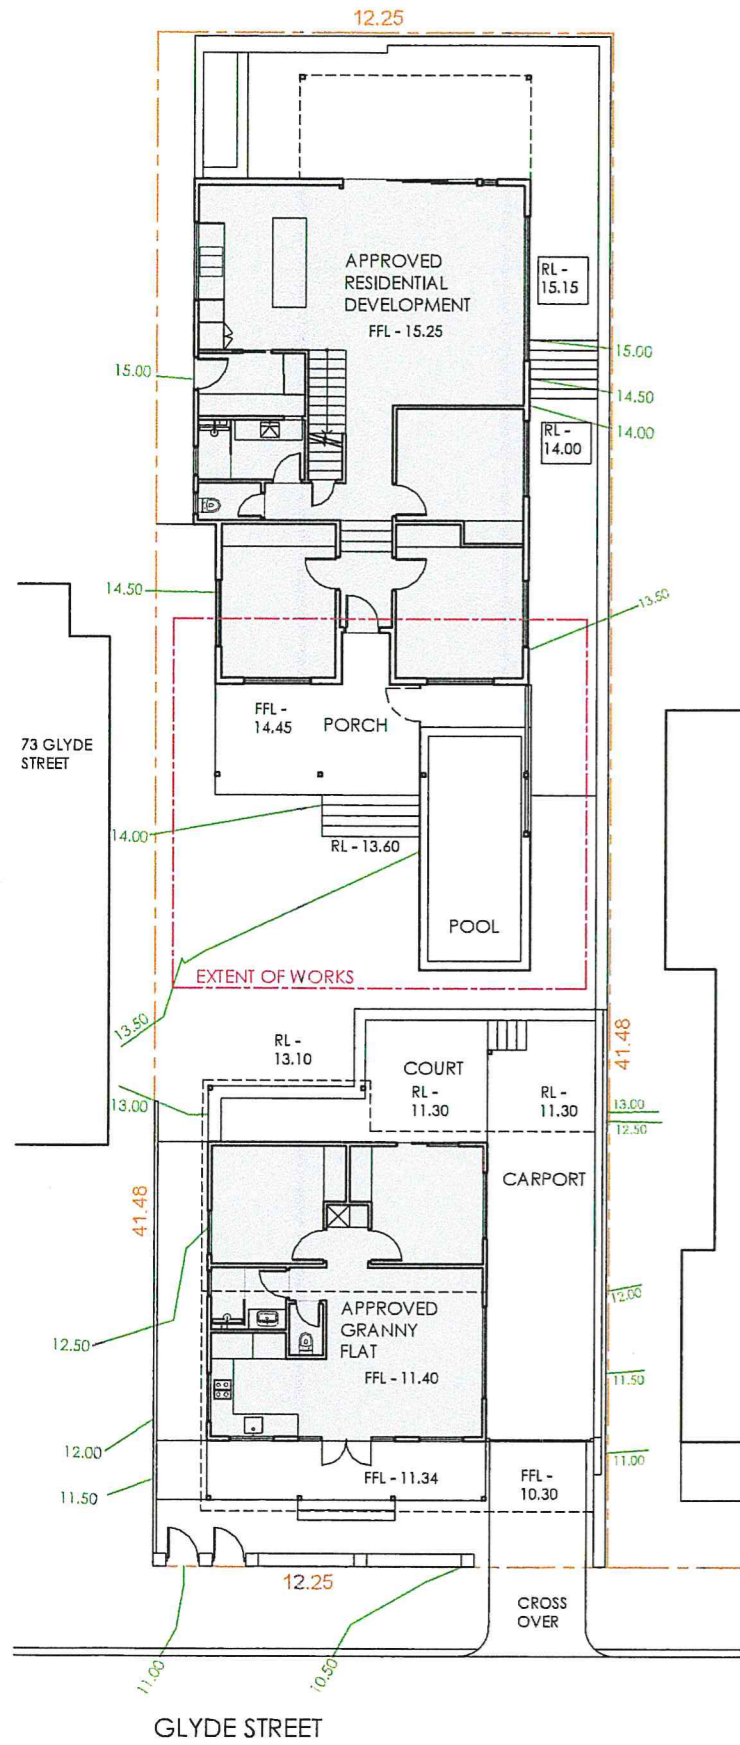 12.25
APPROVED
RESIDENTIAL
DEVELOPMENT
FFL - 15.25
RL -
15.15
15.00
15.00
14.50
14.00
RL -
14.00
14.50
13.50
FFL -
14.45
PORCH
73 GLYDE
STREET
14.00
RL - 13.60
POOL
EXTENT OF WORKS
13.50
RL -
13.10
COURT
RL -
11.30
RL -
11.30
41.48
13.00
13.00
12.50
CARPORT
41.48
12.00
APPROVED
GRANNY
FLAT
12.50
FFL - 11.40
11.50
12.00
11.00
11.50
FFL - 11.34
FFL -
10.30
12.25
CROSS
OVER
11.00
10.50
GLYDE STREET